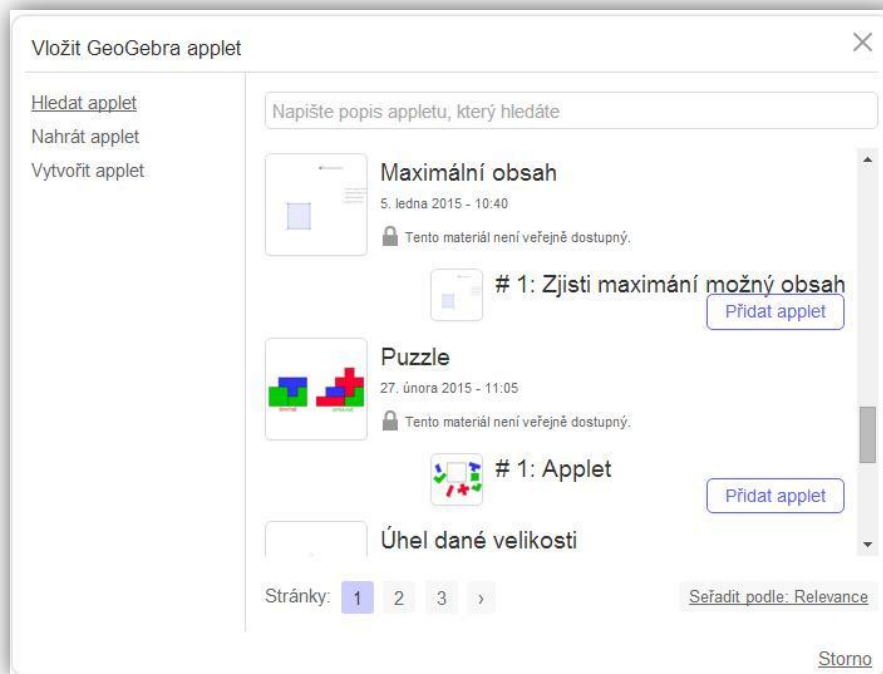 Vložit GeoGebra applet
Hledat applet
Nahrát applet
Vytvořit applet
Napište popis appletu, který hledáte
Maximální obsah
5. ledna 2015 - 10:40
Tento materiál není veřejně dostupný.
# 1: Zjisti maximání možný obsah
Přidat applet
Puzzle
27. února 2015 - 11:05
Tento materiál není veřejně dostupný.
# 1: Applet
Přidat applet
Úhel dané velikosti
Stránky: 1 2 3 ›
Seřadit podle: Relevance
Storno